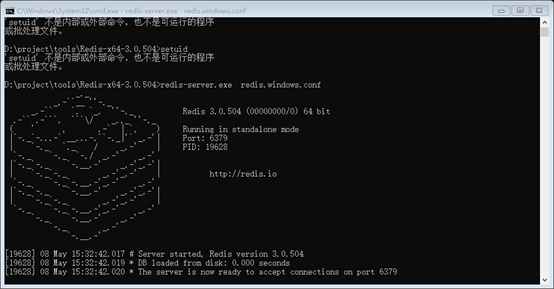 C:\Windows\System32\cmd.exe - redis-server.exe  redis.windows.conf
'setuid' 不是内部或外部命令，也不是可运行的程序
或批处理文件。
D:\project\tools\Redis-x64-3.0.504>setuid
'setuid' 不是内部或外部命令，也不是可运行的程序
或批处理文件。
D:\project\tools\Redis-x64-3.0.504>redis-server.exe  redis.windows.conf
Redis 3.0.504 (00000000/0) 64 bit
Running in standalone mode
Port: 6379
PID: 19628
http://redis.io
[19628] 08 May 15:32:42.017 # Server started, Redis version 3.0.504
[19628] 08 May 15:32:42.019 * DB loaded from disk: 0.000 seconds
[19628] 08 May 15:32:42.020 * The server is now ready to accept connections on port 6379